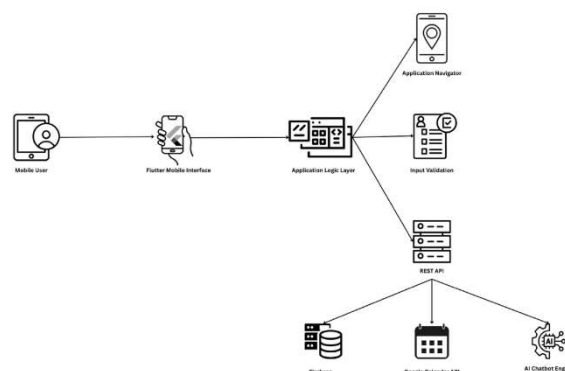 Application Navigator
Mobile User
Flutter Mobile Interface
Application Logic Layer
Input Validation
REST API
AI Chatbot Eng
AI